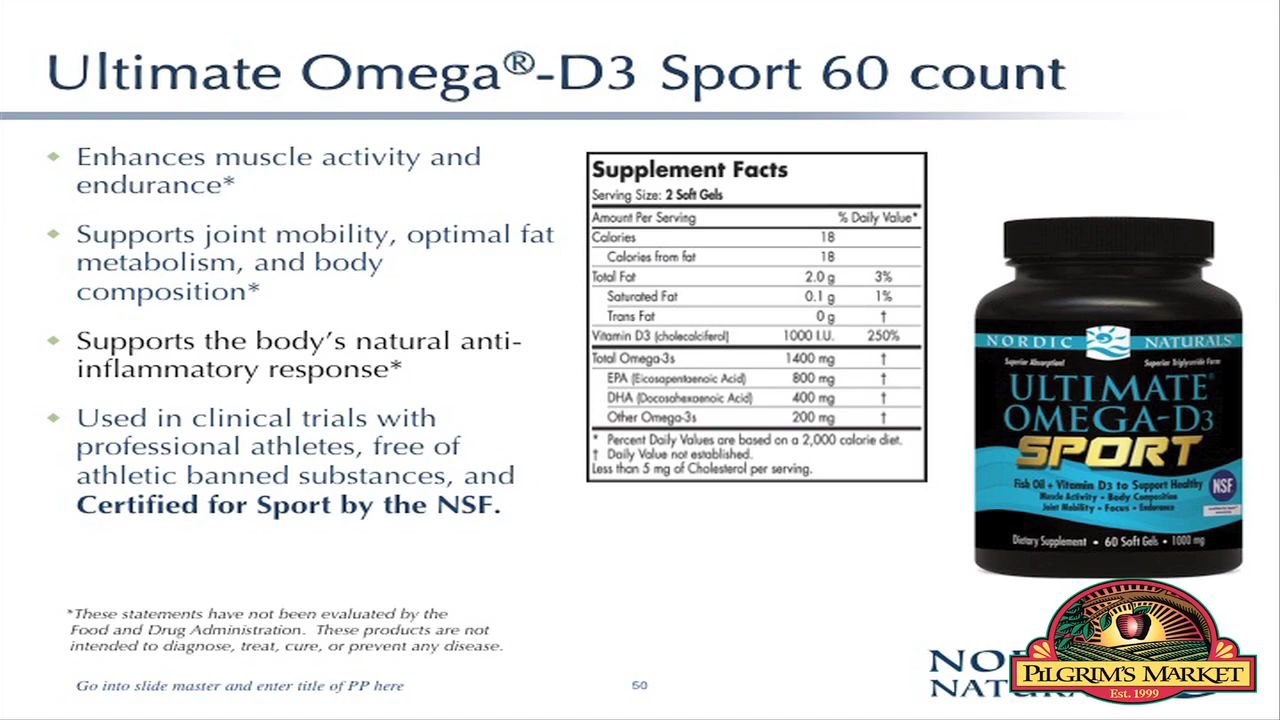 Ultimate Omega®-D3 Sport 60 count
Enhances muscle activity and
endurance*
Supports joint mobility, optimal fat
metabolism, and body
composition*
Supports the body's natural anti-
inflammatory response*
Used in clinical trials with
professional athletes, free of
athletic banned substances, and
Certified for Sport by the NSF.
*These statements have not been evaluated by the
Food and Drug Administration. These products are not
intended to diagnose, treat, cure, or prevent any disease.
Go into slide master and enter title of PP here
50
Supplement Facts
Serving Size: 2 Soft Gels
Amount Per Serving % Daily Value*
Calories 18
Calories from fat 18
Total Fat 2.0 g 3%
Saturated Fat 0.1 g 1%
Trans Fat 0 g †
Vitamin D3 (cholecalciferol) 1000 I.U. 250%
Total Omega-3s 1400 mg †
EPA (Eicosapentaenoic Acid) 800 mg †
DHA (Docosahexaenoic Acid) 400 mg †
Other Omega-3s 200 mg †
* Percent Daily Values are based on a 2,000 calorie diet.
† Daily Value not established.
Less than 5 mg of Cholesterol per serving.
NORDIC NATURALS®
Superior Absorption! Superior Triglyceride Form
ULTIMATE®
OMEGA-D3
SPORT
Fish Oil + Vitamin D3 to Support Healthy
Muscle Activity • Body Composition
Joint Mobility • Focus • Endurance
NSF
Dietary Supplement • 60 Soft Gels • 1000 mg
NO
NAT
PILGRIM'S MARKET
Est. 1999